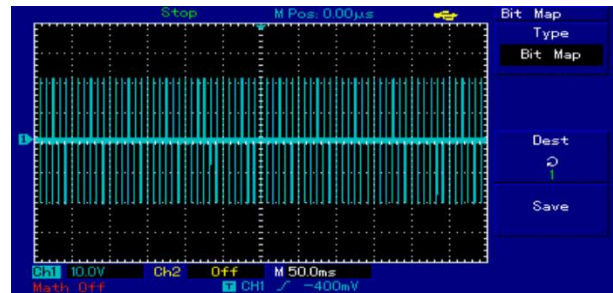 Stop M Pos: 0.00µs Bit Map
Type
Bit Map
1
Dest
1
Save
Ch1 10.0V Ch2 Off M 50.0ms
Math Off T CH1 -400mV